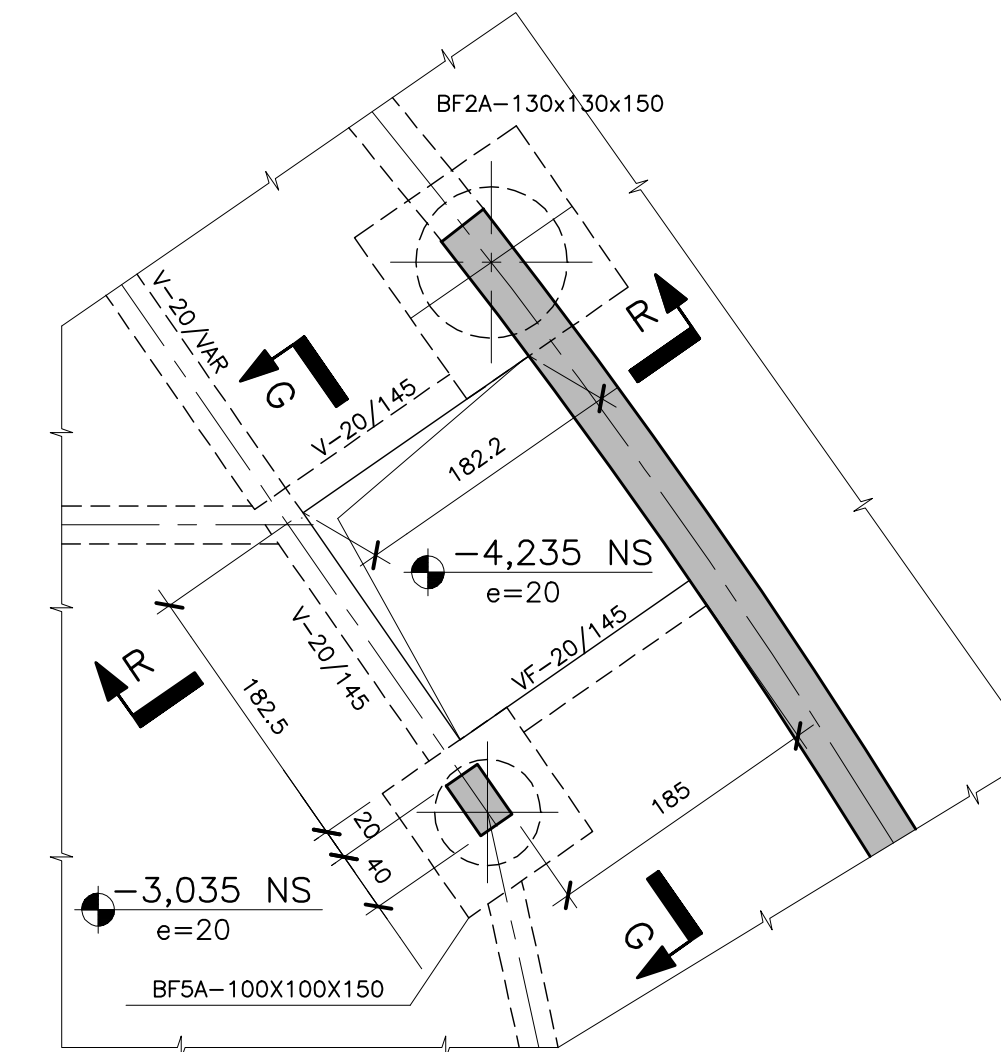 BF2A-130x130x150
V-20/VAR
R
G
V-20/145
182.2
-4,235 NS
e=20
V-20/145
VF-20/145
R
182.5
185
20
40
-3,035 NS
e=20
G
BF5A-100X100X150